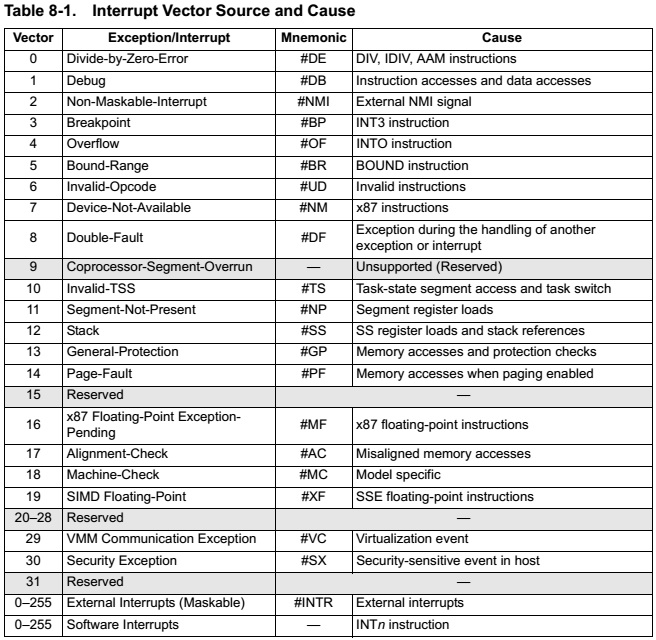 Table 8-1. Interrupt Vector Source and Cause
Vector Exception/Interrupt Mnemonic Cause
0 Divide-by-Zero-Error #DE DIV, IDIV, AAM instructions
1 Debug #DB Instruction accesses and data accesses
2 Non-Maskable-Interrupt #NMI External NMI signal
3 Breakpoint #BP INT3 instruction
4 Overflow #OF INTO instruction
5 Bound-Range #BR BOUND instruction
6 Invalid-Opcode #UD Invalid instructions
7 Device-Not-Available #NM x87 instructions
8 Double-Fault #DF Exception during the handling of another
exception or interrupt
9 Coprocessor-Segment-Overrun — Unsupported (Reserved)
10 Invalid-TSS #TS Task-state segment access and task switch
11 Segment-Not-Present #NP Segment register loads
12 Stack #SS SS register loads and stack references
13 General-Protection #GP Memory accesses and protection checks
14 Page-Fault #PF Memory accesses when paging enabled
15 Reserved —
16 x87 Floating-Point Exception-
Pending #MF x87 floating-point instructions
17 Alignment-Check #AC Misaligned memory accesses
18 Machine-Check #MC Model specific
19 SIMD Floating-Point #XF SSE floating-point instructions
20–28 Reserved —
29 VMM Communication Exception #VC Virtualization event
30 Security Exception #SX Security-sensitive event in host
31 Reserved —
0–255 External Interrupts (Maskable) #INTR External interrupts
0–255 Software Interrupts — INTn instruction